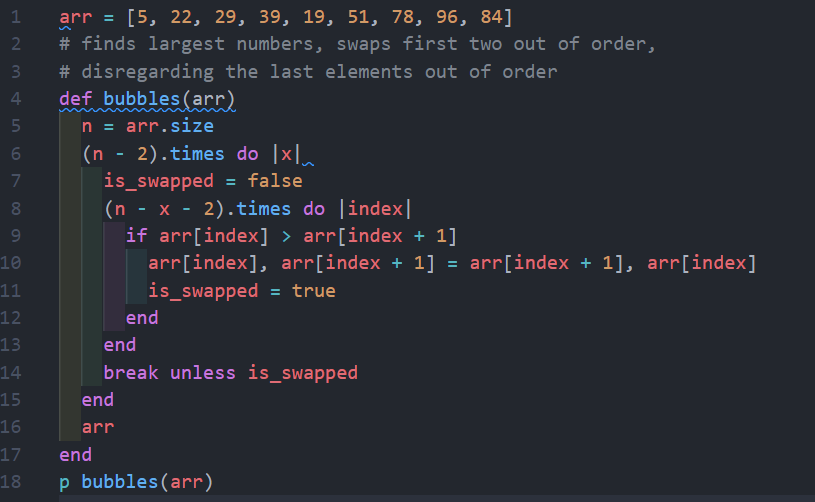 1 arr = [5, 22, 29, 39, 19, 51, 78, 96, 84]
2 # finds largest numbers, swaps first two out of order,
3 # disregarding the last elements out of order
4 def bubbles(arr)
5   n = arr.size
6   (n - 2).times do |x|
7     is_swapped = false
8     (n - x - 2).times do |index|
9       if arr[index] > arr[index + 1]
10         arr[index], arr[index + 1] = arr[index + 1], arr[index]
11         is_swapped = true
12       end
13     end
14     break unless is_swapped
15   end
16   arr
17 end
18 p bubbles(arr)